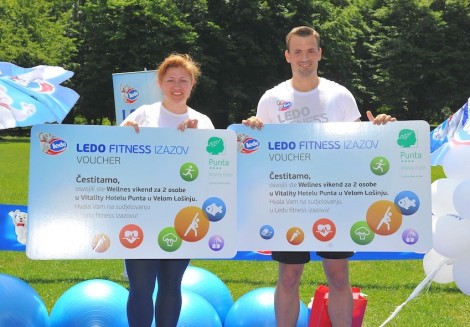 Ledo
Ledo
LEDO FITNESS IZAZOV
VOUCHER
Čestitamo,
osvojili ste Wellnes vikend za 2 osobe
u Vitality Hotelu Punta u Velom Lošinju.
Hvala Vam na sudjelovanju
u Ledo fitness izazovu!
Punta
Ledo
LEDO FITNESS IZAZOV
VOUCHER
Čestitamo,
osvojili ste Wellnes vikend za 2 osobe
u Vitality Hotelu Punta u Velom Lošinju.
Hvala Vam na sudjelovanju
u Ledo fitness izazovu!
Punta
LEDO
FITNESS